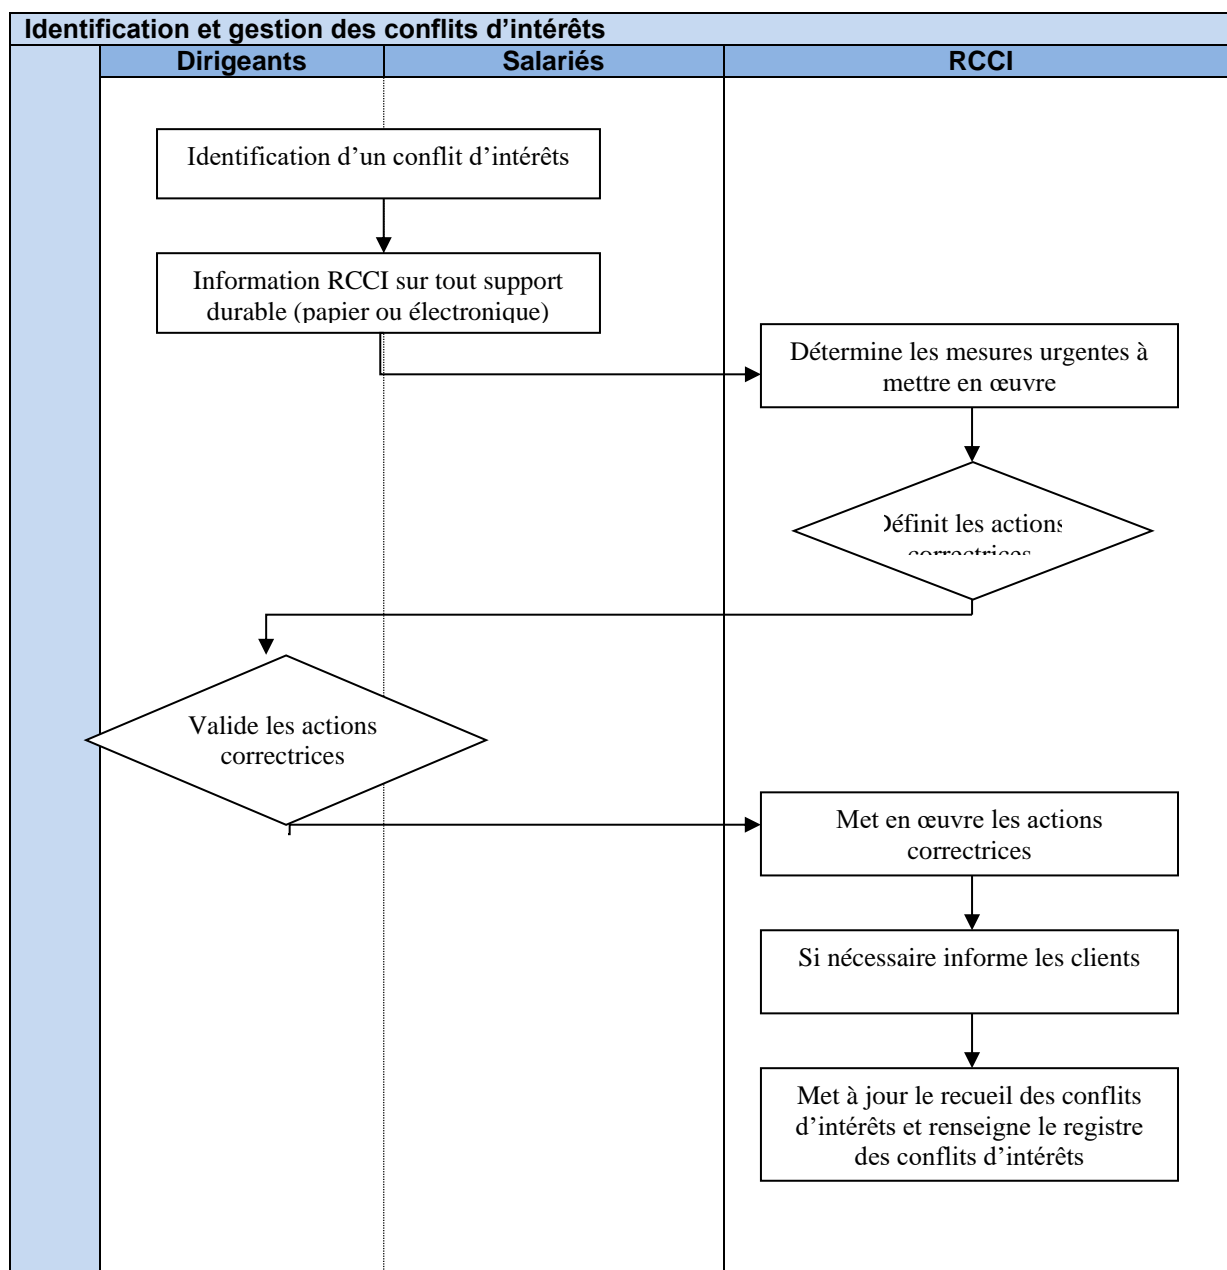 Identification et gestion des conflits d’intérêts
Dirigeants
Salariés
RCCI
Identification d’un conflit d’intérêts
Information RCCI sur tout support
durable (papier ou électronique)
Détermine les mesures urgentes à
mettre en œuvre
Définit les actions
correctrices
Valide les actions
correctrices
Met en œuvre les actions
correctrices
Si nécessaire informe les clients
Met à jour le recueil des conflits
d’intérêts et renseigne le registre
des conflits d’intérêts